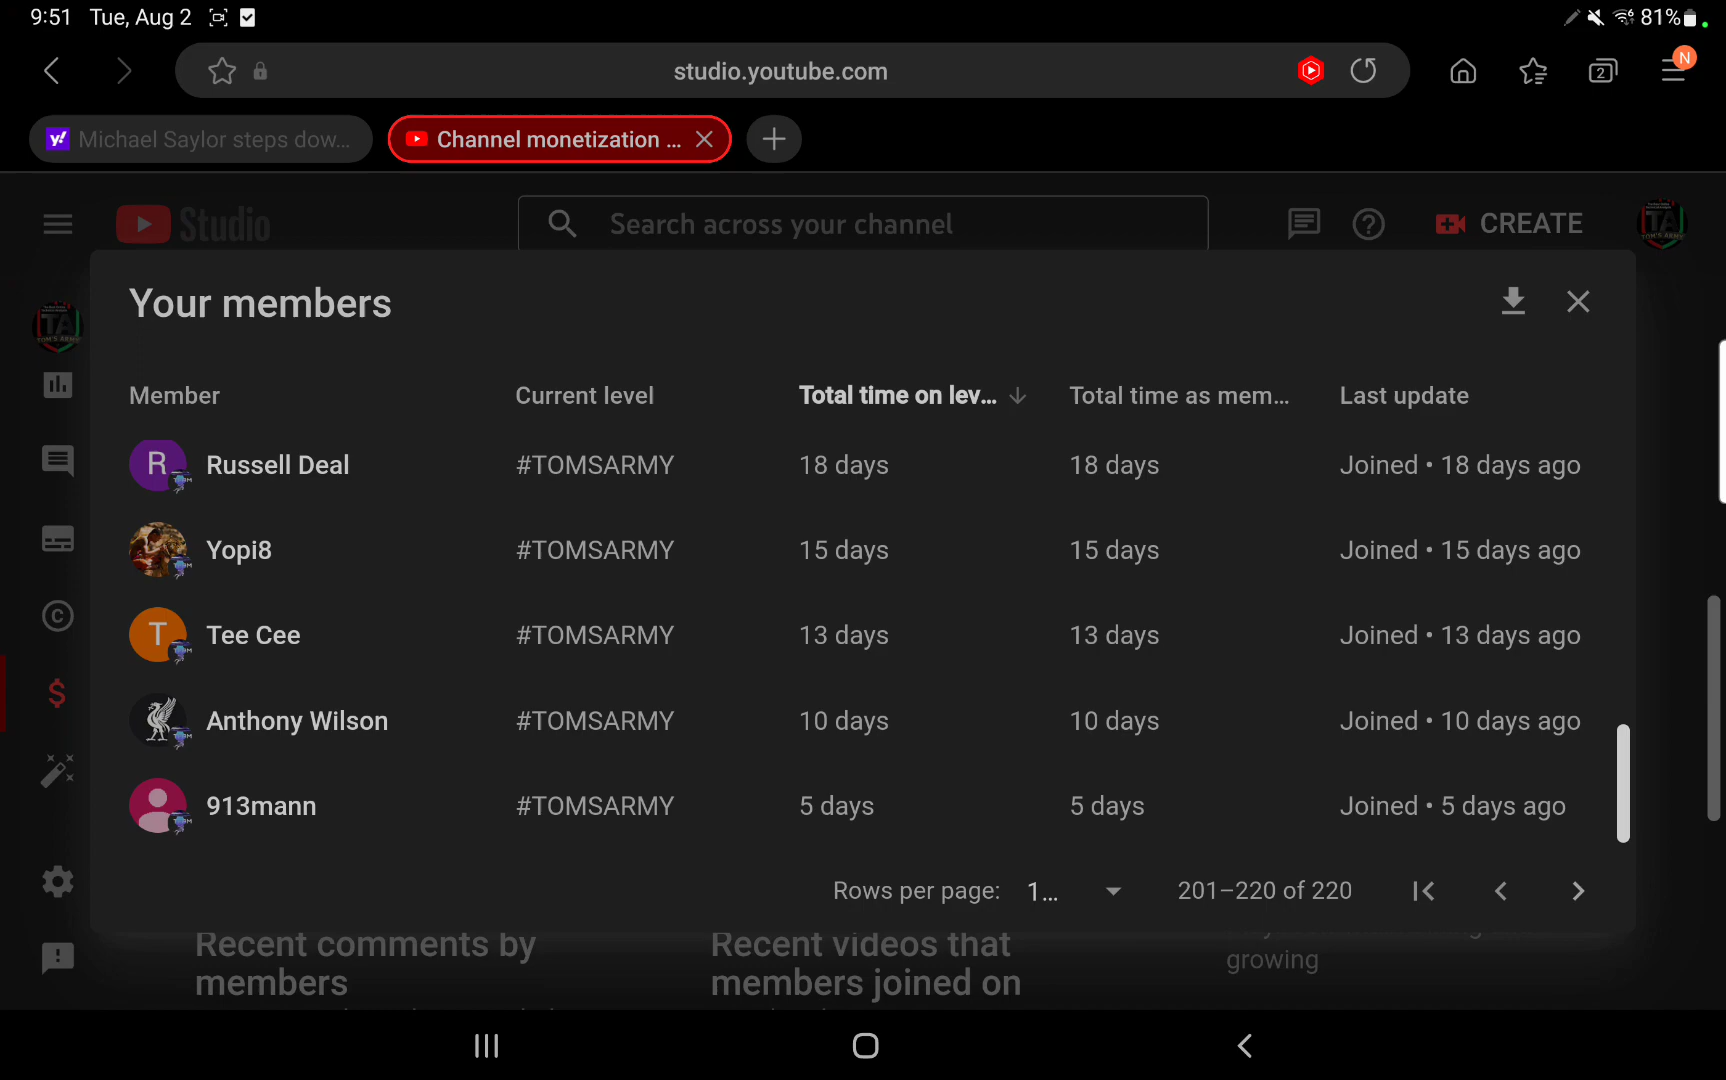 9:51 Tue, Aug 2
81%
studio.youtube.com
2
N
y! Michael Saylor steps dow...
Channel monetization ...
Studio
Search across your channel
CREATE
TA
TOM'S ARMY
Your members
Member Current level Total time on lev... Total time as mem... Last update
R Russell Deal #TOMSARMY 18 days 18 days Joined • 18 days ago
Yopi8 #TOMSARMY 15 days 15 days Joined • 15 days ago
T Tee Cee #TOMSARMY 13 days 13 days Joined • 13 days ago
Anthony Wilson #TOMSARMY 10 days 10 days Joined • 10 days ago
913mann #TOMSARMY 5 days 5 days Joined • 5 days ago
Rows per page: 1... 201–220 of 220
Recent comments by
members
Recent videos that
members joined on
growing